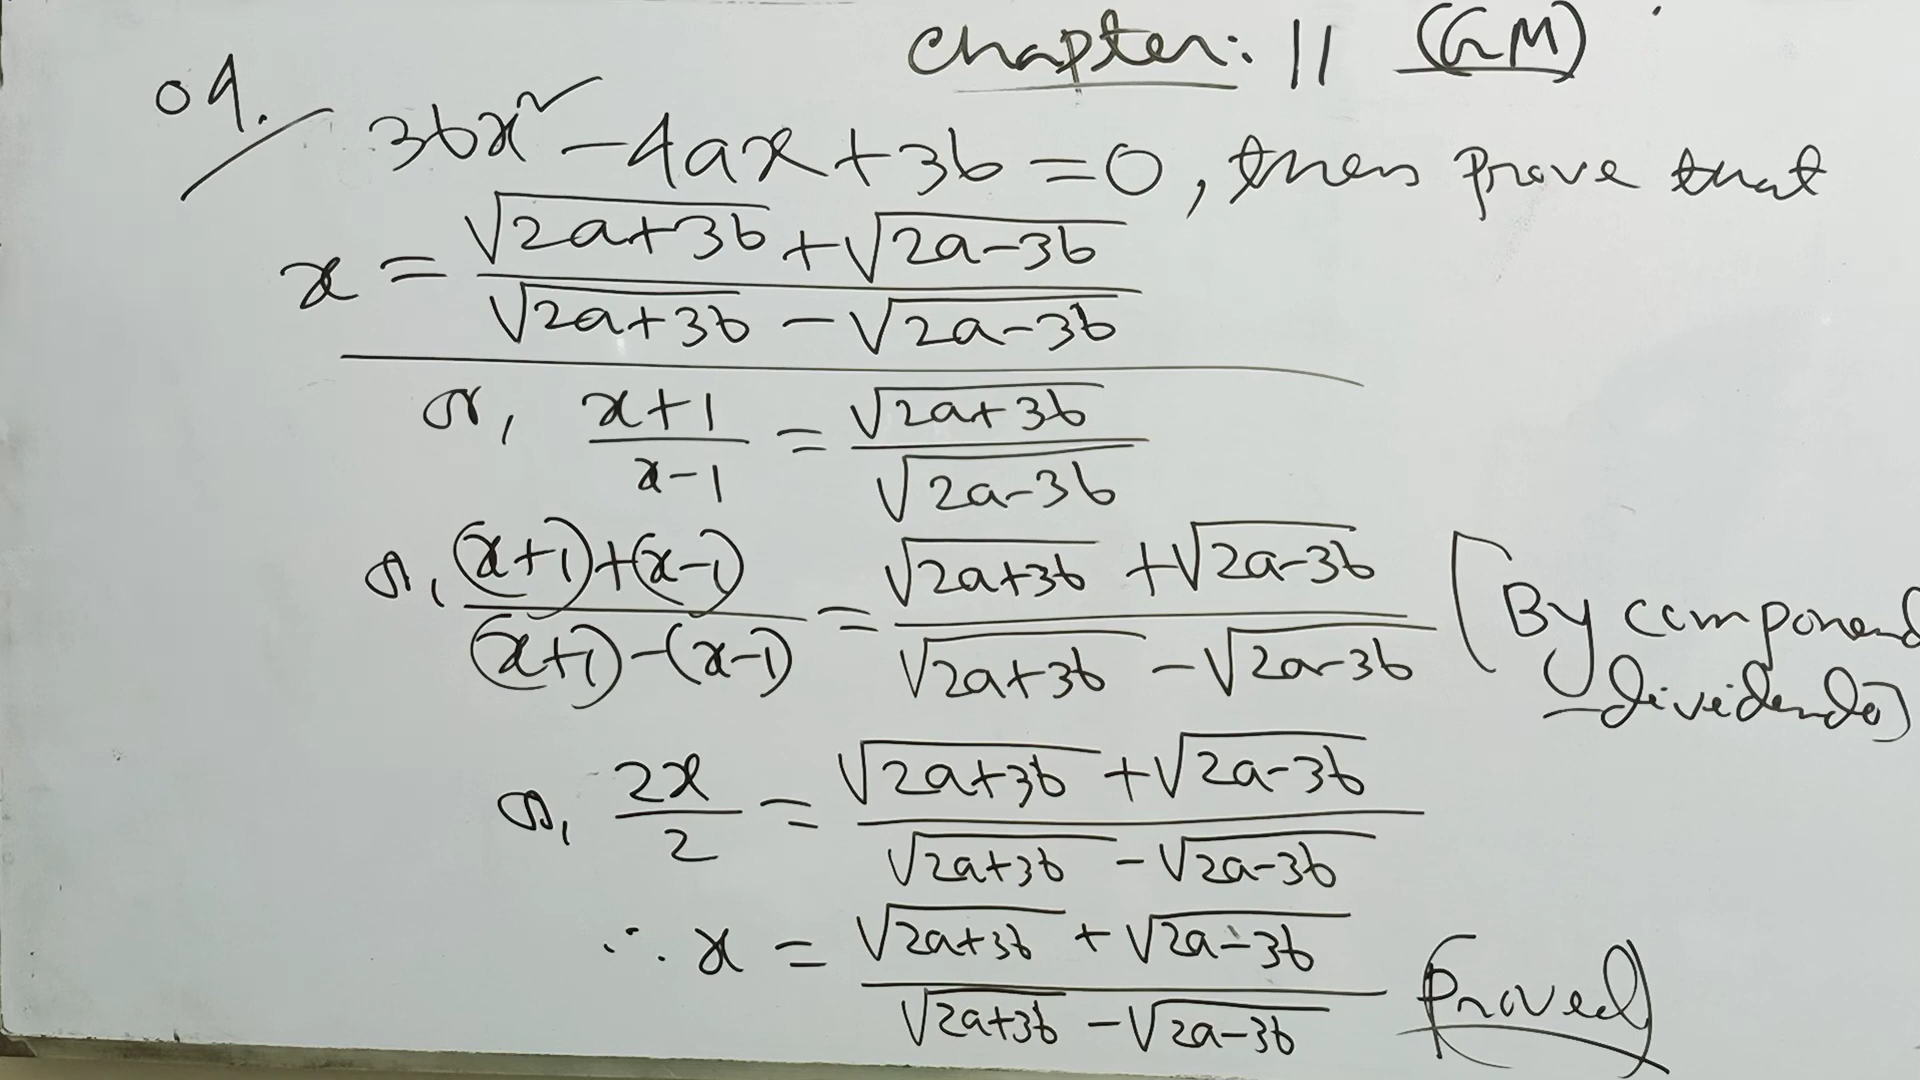 Chapter: 11 (GM)
09. 3bx² - 4ax + 3b = 0, then prove that
x = (√(2a+3b) + √(2a-3b)) / (√(2a+3b) - √(2a-3b))
or, (x+1)/(x-1) = √(2a+3b) / √(2a-3b)
or, ((x+1)+(x-1)) / ((x+1)-(x-1)) = (√(2a+3b) + √(2a-3b)) / (√(2a+3b) - √(2a-3b)) [By componendo
-dividendo]
or, 2x/2 = (√(2a+3b) + √(2a-3b)) / (√(2a+3b) - √(2a-3b))
∴ x = (√(2a+3b) + √(2a-3b)) / (√(2a+3b) - √(2a-3b)) (Proved)